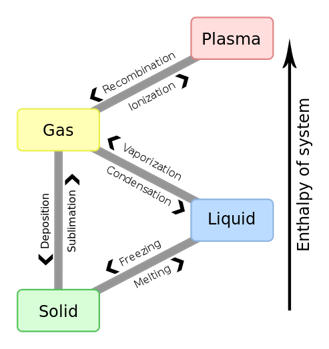 Plasma
Recombination
Ionization
Gas
Vaporization
Condensation
Enthalpy of system
Deposition
Sublimation
Liquid
Freezing
Melting
Solid